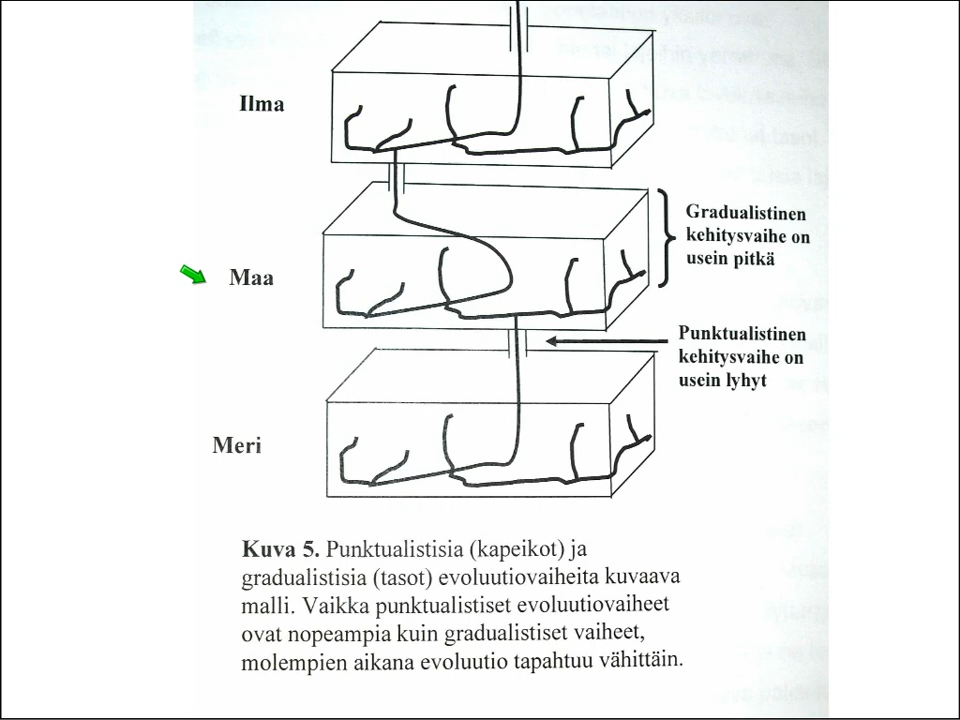 Ilma
Gradualistinen
kehitysvaihe on
usein pitkä
Maa
Punktualistinen
kehitysvaihe on
usein lyhyt
Meri
Kuva 5. Punktualistisia (kapeikot) ja
gradualistisia (tasot) evoluutiovaiheita kuvaava
malli. Vaikka punktualistiset evoluutiovaiheet
ovat nopeampia kuin gradualistiset vaiheet,
molempien aikana evoluutio tapahtuu vähittäin.